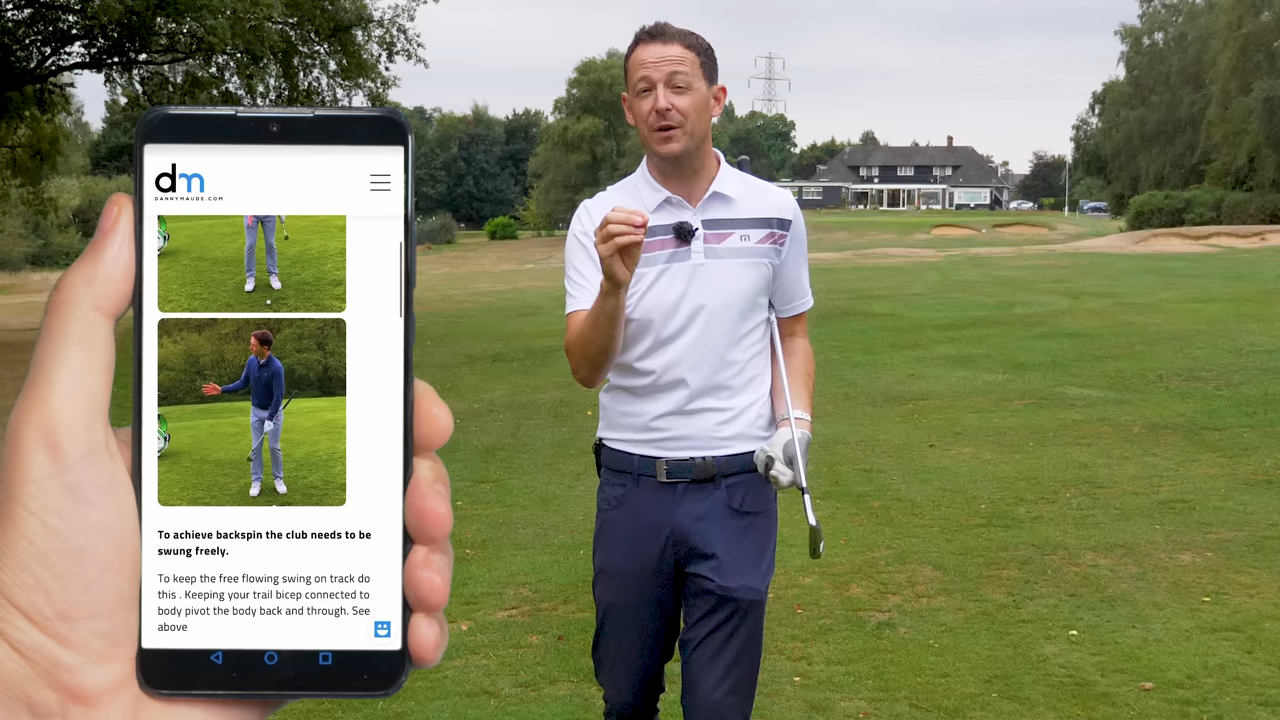 dm
DANNYMAUDE.COM
To achieve backspin the club needs to be
swung freely.
To keep the free flowing swing on track do
this . Keeping your trail bicep connected to
body pivot the body back and through. See
above